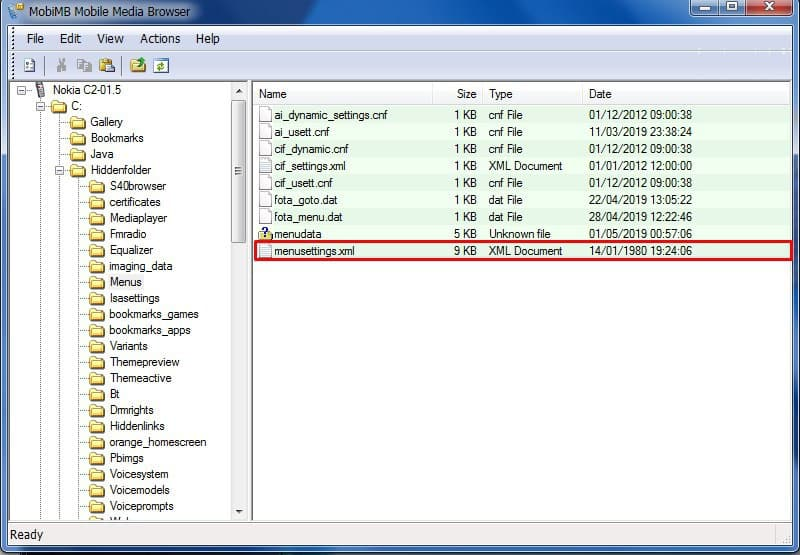 MobiMB Mobile Media Browser
File Edit View Actions Help
Nokia C2-01.5
C:
Gallery
Bookmarks
Java
Hiddenfolder
S40browser
certificates
Mediaplayer
Fmradio
Equalizer
imaging_data
Menus
Isasettings
bookmarks_games
bookmarks_apps
Variants
Themepreview
Themeactive
Bt
Drmrights
Hiddenlinks
orange_homescreen
Pbimgs
Voicesystem
Voicemodels
Voiceprompts
Name Size Type Date
ai_dynamic_settings.cnf 1 KB cnf File 01/12/2012 09:00:38
ai_usett.cnf 1 KB cnf File 11/03/2019 23:38:24
cif_dynamic.cnf 1 KB cnf File 01/12/2012 09:00:38
cif_settings.xml 1 KB XML Document 01/01/2012 12:00:00
cif_usett.cnf 1 KB cnf File 01/12/2012 09:00:38
fota_goto.dat 1 KB dat File 22/04/2019 13:05:22
fota_menu.dat 1 KB dat File 28/04/2019 12:22:46
menudata 5 KB Unknown file 01/05/2019 00:57:06
menusettings.xml 9 KB XML Document 14/01/1980 19:24:06
Ready